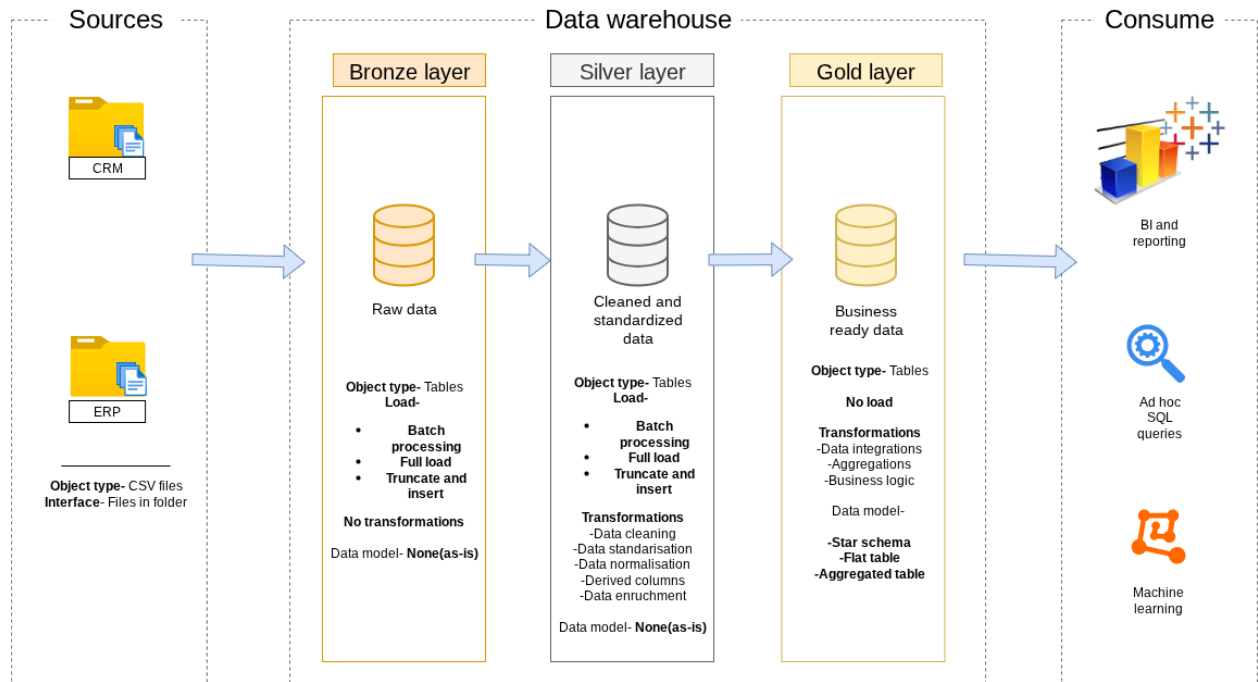 Sources
Data warehouse
Consume
CRM
ERP
Object type- CSV files
Interface- Files in folder
Bronze layer
Raw data
Object type- Tables
Load-
• Batch
processing
• Full load
• Truncate and
insert
No transformations
Data model- None(as-is)
Silver layer
Cleaned and
standardized
data
Object type- Tables
Load-
• Batch
processing
• Full load
• Truncate and
insert
Transformations
-Data cleaning
-Data standarisation
-Data normalisation
-Derived columns
-Data enruchment
Data model- None(as-is)
Gold layer
Business
ready data
Object type- Tables
No load
Transformations
-Data integrations
-Aggregations
-Business logic
Data model-
-Star schema
-Flat table
-Aggregated table
BI and
reporting
Ad hoc
SQL
queries
Machine
learning